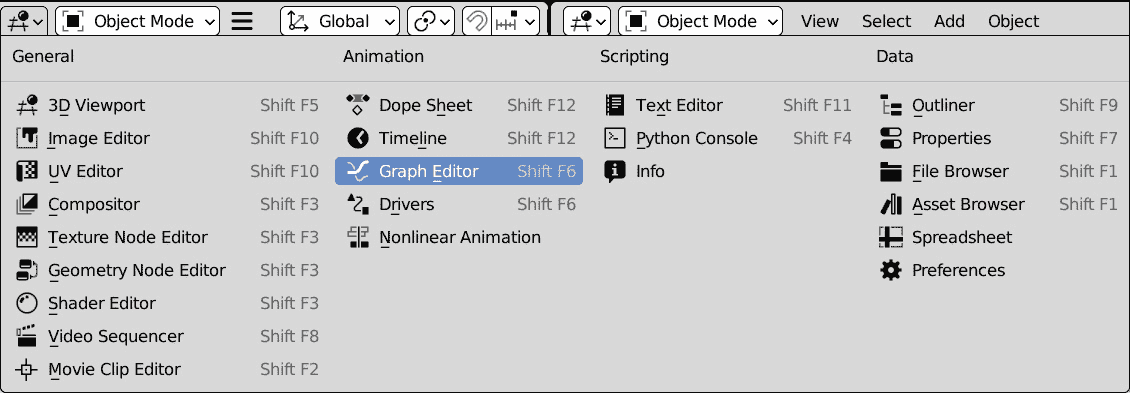 Object Mode Global Object Mode View Select Add Object
General Animation Scripting Data
3D Viewport Shift F5 Dope Sheet Shift F12 Text Editor Shift F11 Outliner Shift F9
Image Editor Shift F10 Timeline Shift F12 Python Console Shift F4 Properties Shift F7
UV Editor Shift F10 Graph Editor Shift F6 Info File Browser Shift F1
Compositor Shift F3 Drivers Shift F6 Asset Browser Shift F1
Texture Node Editor Shift F3 Nonlinear Animation Spreadsheet
Geometry Node Editor Shift F3 Preferences
Shader Editor Shift F3
Video Sequencer Shift F8
Movie Clip Editor Shift F2